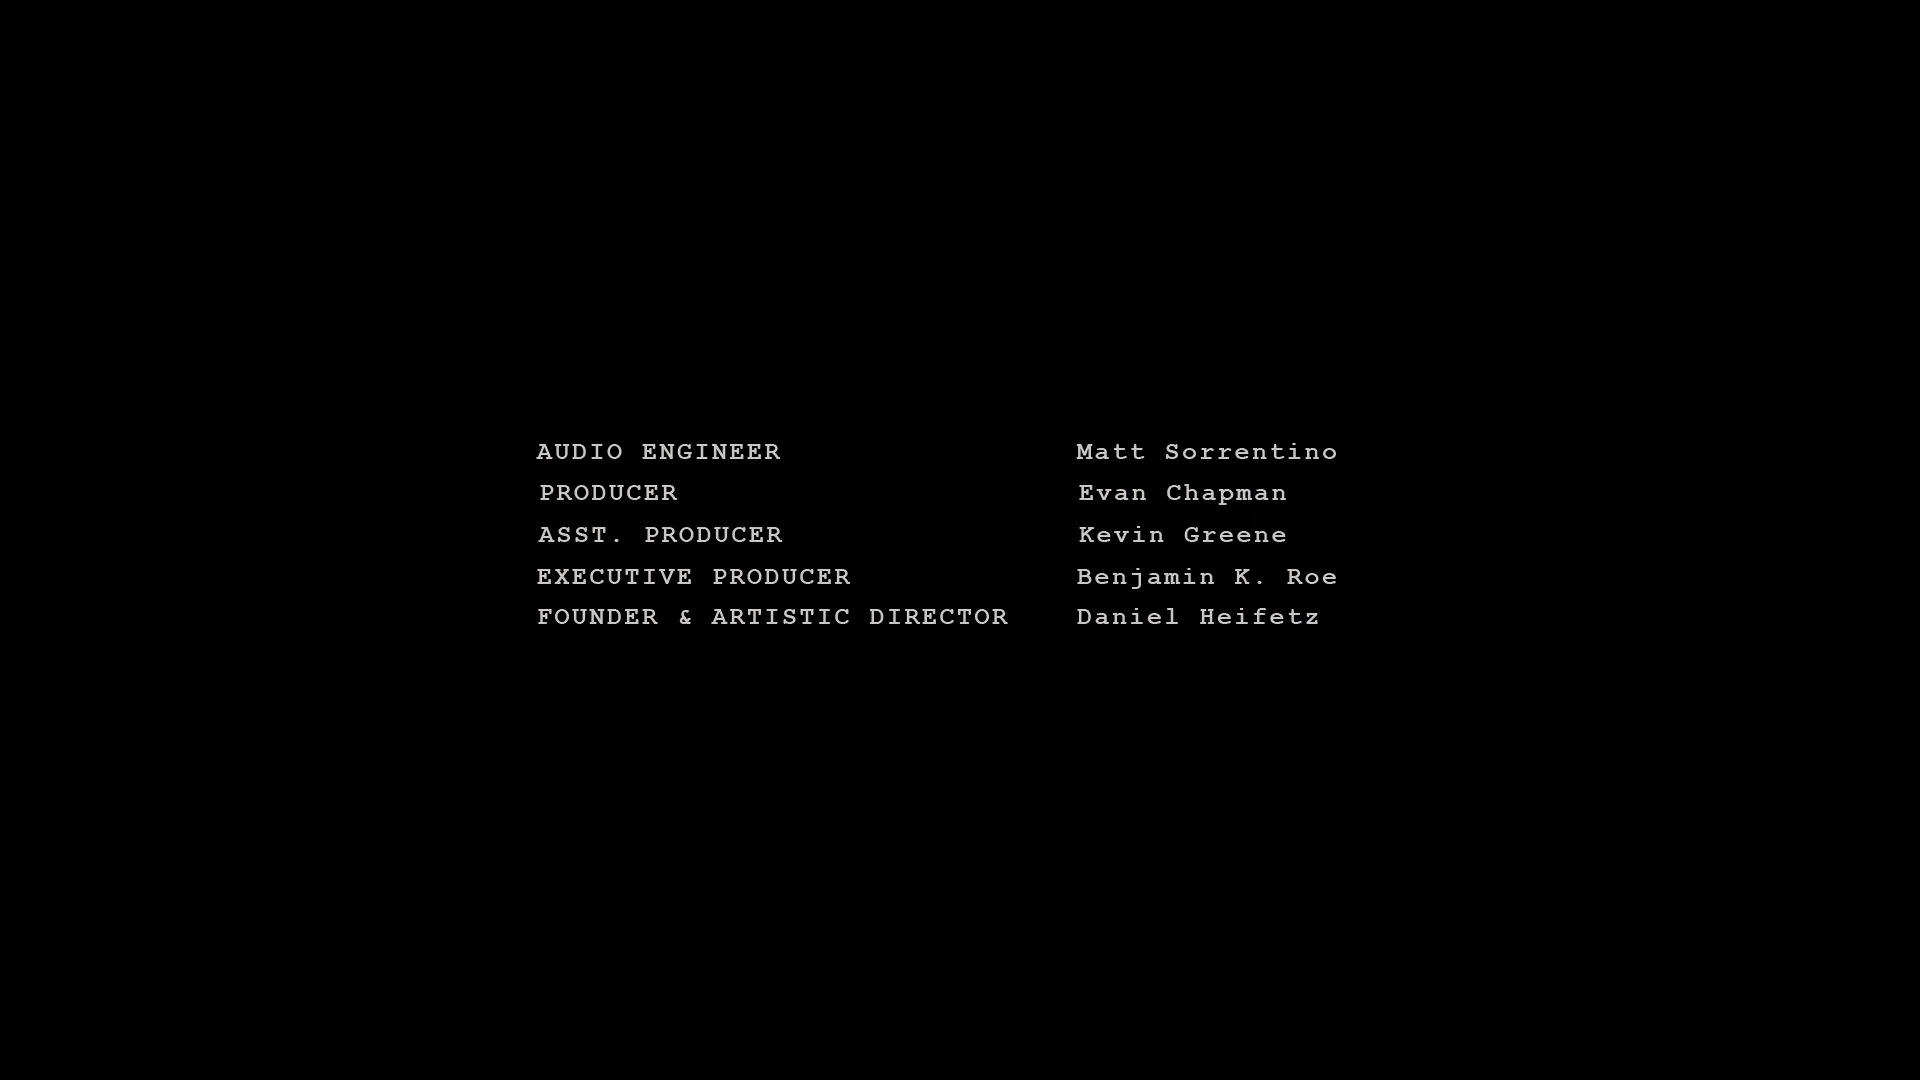 AUDIO ENGINEER Matt Sorrentino
PRODUCER Evan Chapman
ASST. PRODUCER Kevin Greene
EXECUTIVE PRODUCER Benjamin K. Roe
FOUNDER & ARTISTIC DIRECTOR Daniel Heifetz